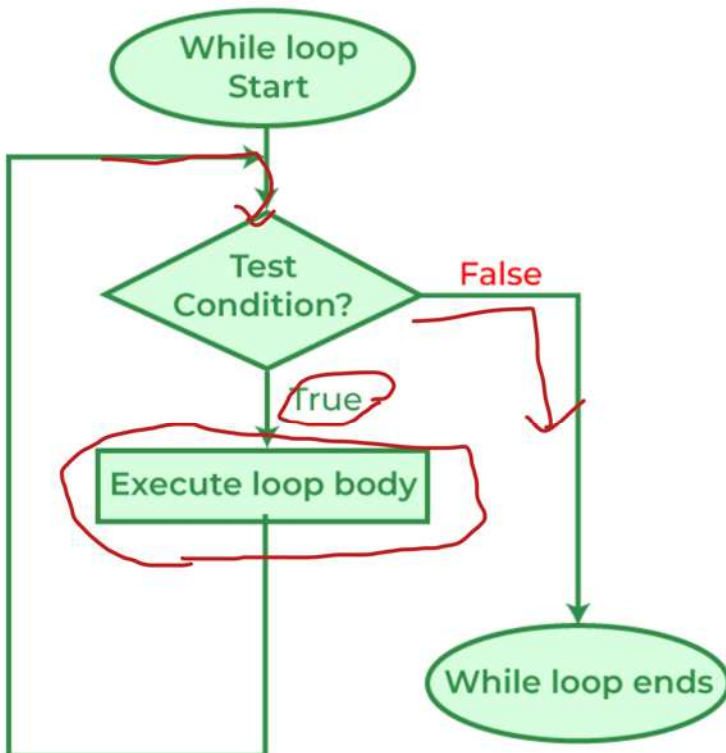 While loop
Start
Test
Condition?
False
True
Execute loop body
While loop ends